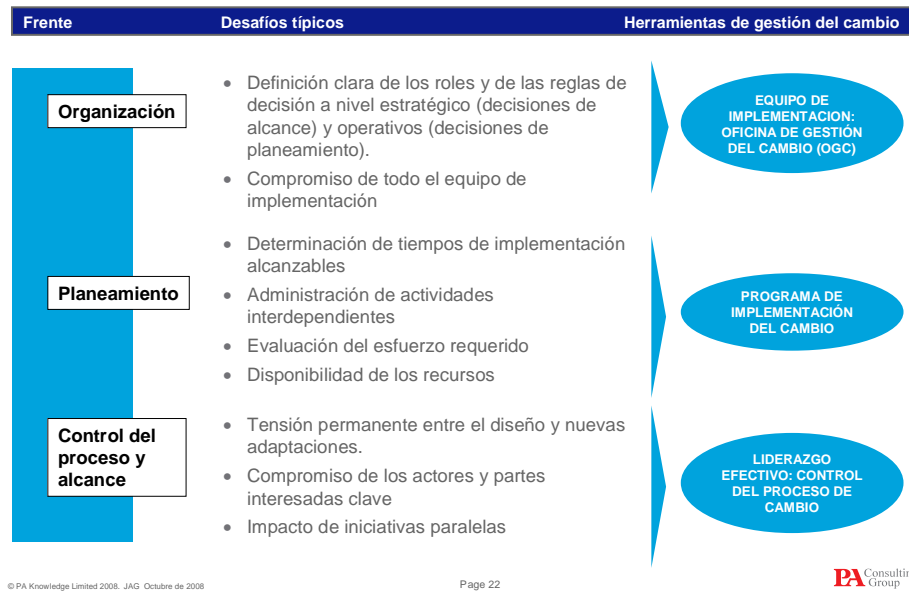 Frente Desafíos típicos Herramientas de gestión del cambio
Organización
• Definición clara de los roles y de las reglas de
decisión a nivel estratégico (decisiones de
alcance) y operativos (decisiones de
planeamiento).
• Compromiso de todo el equipo de
implementación
EQUIPO DE
IMPLEMENTACION:
OFICINA DE GESTIÓN
DEL CAMBIO (OGC)
Planeamiento
• Determinación de tiempos de implementación
alcanzables
• Administración de actividades
interdependientes
• Evaluación del esfuerzo requerido
• Disponibilidad de los recursos
PROGRAMA DE
IMPLEMENTACIÓN
DEL CAMBIO
Control del
proceso y
alcance
• Tensión permanente entre el diseño y nuevas
adaptaciones.
• Compromiso de los actores y partes
interesadas clave
• Impacto de iniciativas paralelas
LIDERAZGO
EFECTIVO: CONTROL
DEL PROCESO DE
CAMBIO
© PA Knowledge Limited 2008. JAG Octubre de 2008
Page 22
PA Consultin
Group